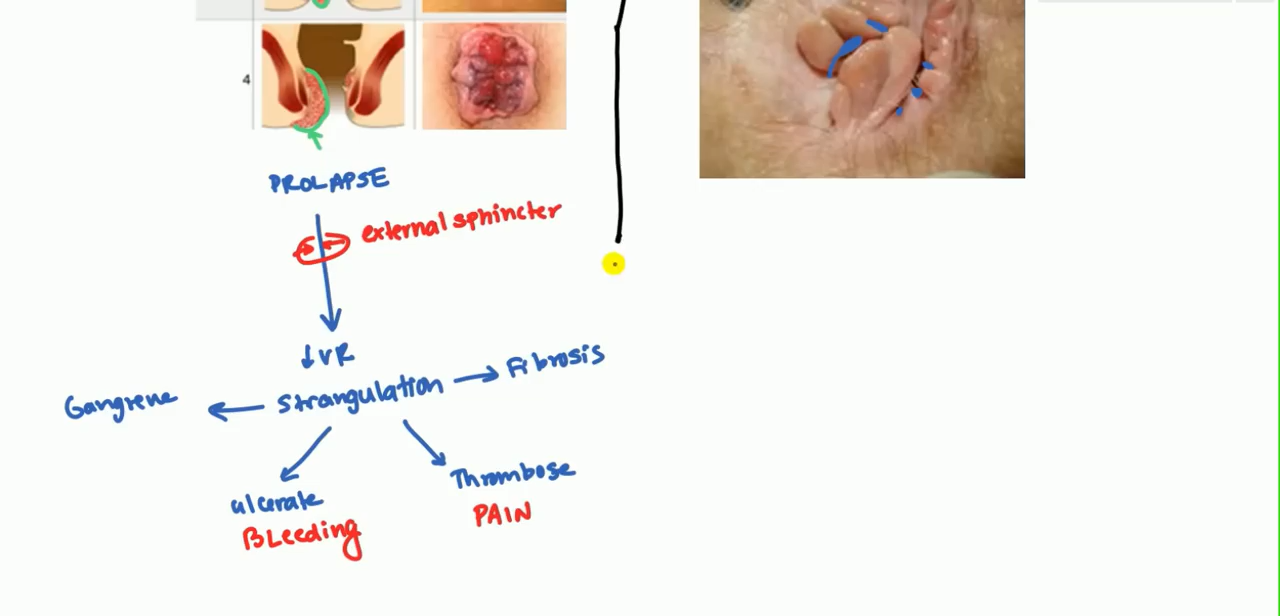 4
PROLAPSE
external sphincter
↓VR
Strangulation
Fibrosis
Gangrene
ulcerate
Bleeding
Thrombose
PAIN